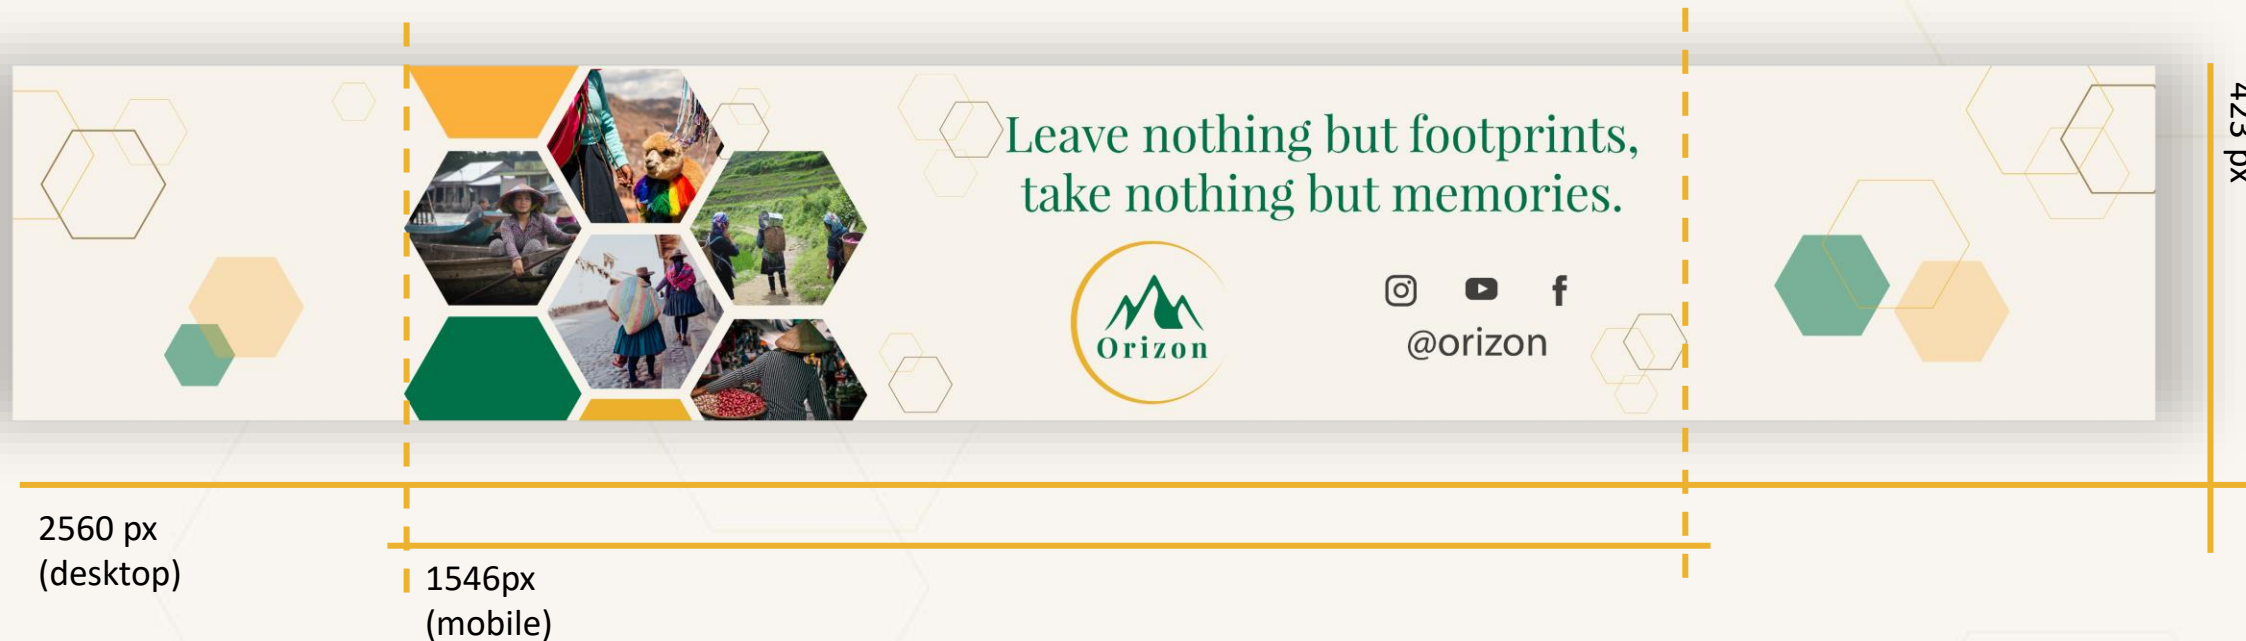 Leave nothing but footprints,
take nothing but memories.
Orizon
@orizon
423 px
2560 px
(desktop)
1546px
(mobile)